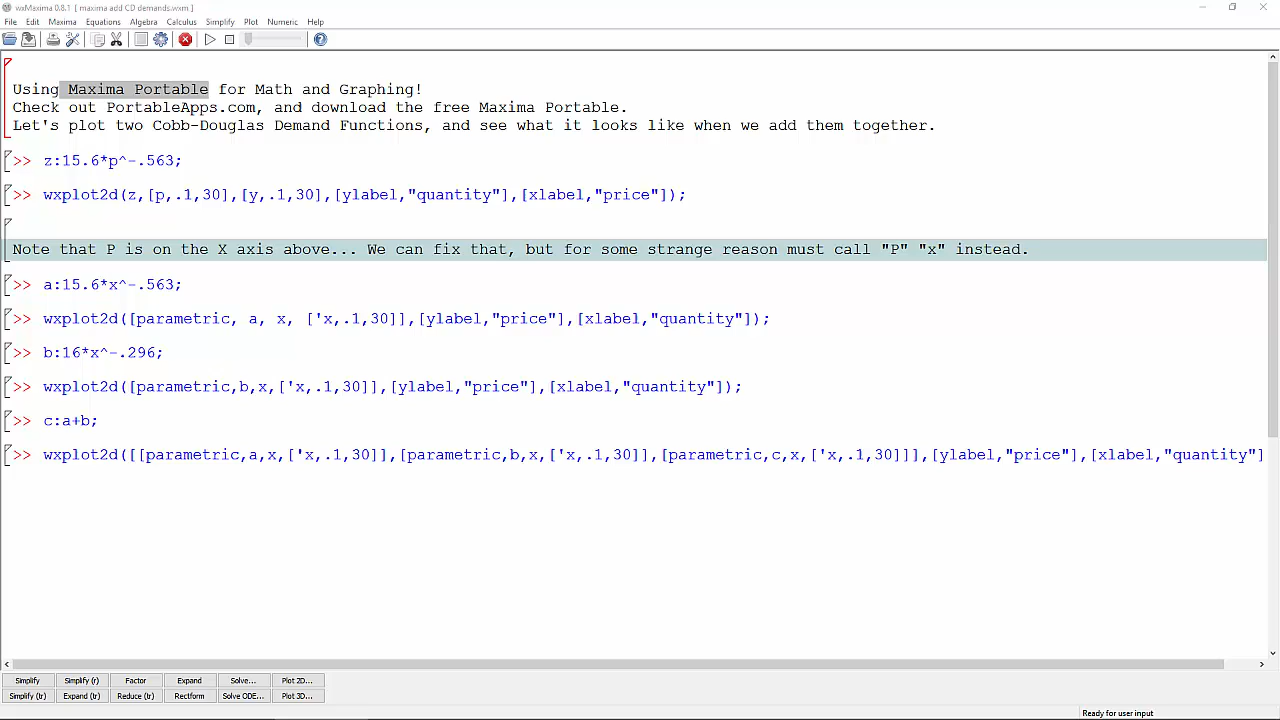 wxMaxima 0.8.1 [ maxima add CD demands.wxm ]
File Edit Maxima Equations Algebra Calculus Simplify Plot Numeric Help
Using Maxima Portable for Math and Graphing!
Check out PortableApps.com, and download the free Maxima Portable.
Let's plot two Cobb-Douglas Demand Functions, and see what it looks like when we add them together.
>> z:15.6*p^-.563;
>> wxplot2d(z,[p,.1,30],[y,.1,30],[ylabel,"quantity"],[xlabel,"price"]);
Note that P is on the X axis above... We can fix that, but for some strange reason must call "P" "x" instead.
>> a:15.6*x^-.563;
>> wxplot2d([parametric, a, x, ['x,.1,30]],[ylabel,"price"],[xlabel,"quantity"]);
>> b:16*x^-.296;
>> wxplot2d([parametric,b,x,['x,.1,30]],[ylabel,"price"],[xlabel,"quantity"]);
>> c:a+b;
>> wxplot2d([[parametric,a,x,['x,.1,30]],[parametric,b,x,['x,.1,30]],[parametric,c,x,['x,.1,30]]],[ylabel,"price"],[xlabel,"quantity"]
Simplify Simplify (r) Factor Expand Solve... Plot 2D...
Simplify (tr) Expand (tr) Reduce (tr) Rectform Solve ODE... Plot 3D...
Ready for user input